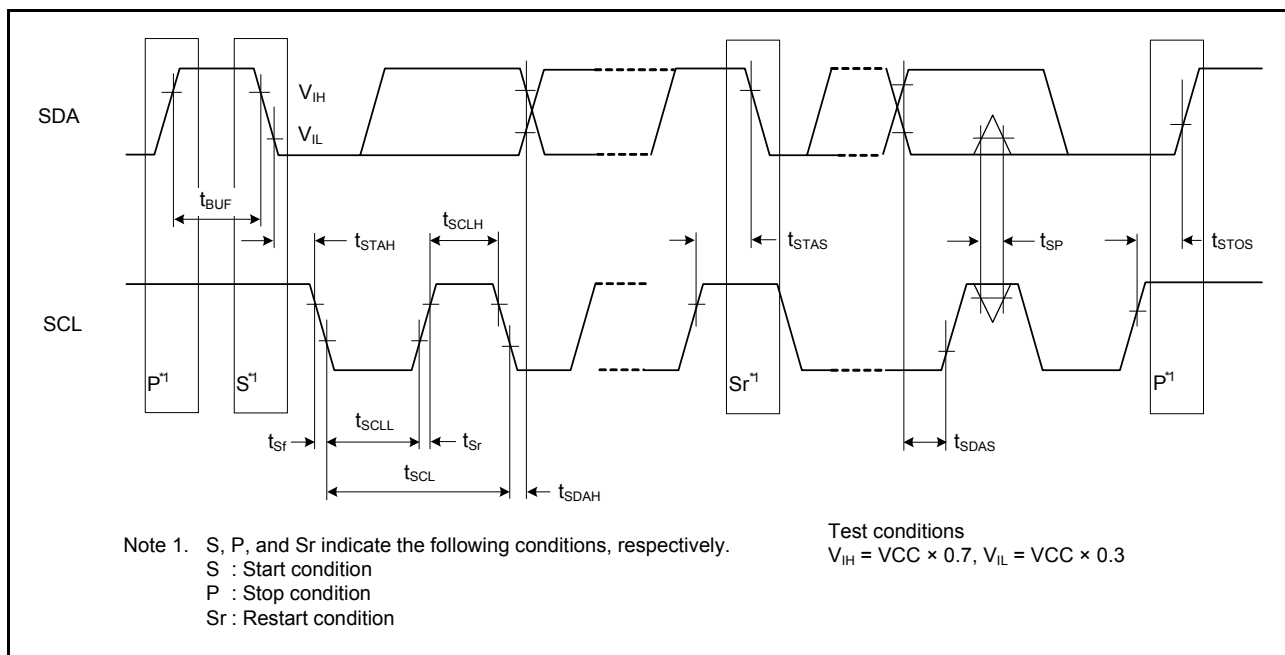 SDA
V_IH
V_IL
t_BUF
t_STAH
t_SCLH
t_STAS
t_SP
t_STOS
SCL
P*1
S*1
Sr*1
P*1
t_Sf
t_SCLL
t_Sr
t_SDAS
t_SCL
t_SDAH
Note 1. S, P, and Sr indicate the following conditions, respectively.
S : Start condition
P : Stop condition
Sr : Restart condition
Test conditions
V_IH = VCC × 0.7, V_IL = VCC × 0.3